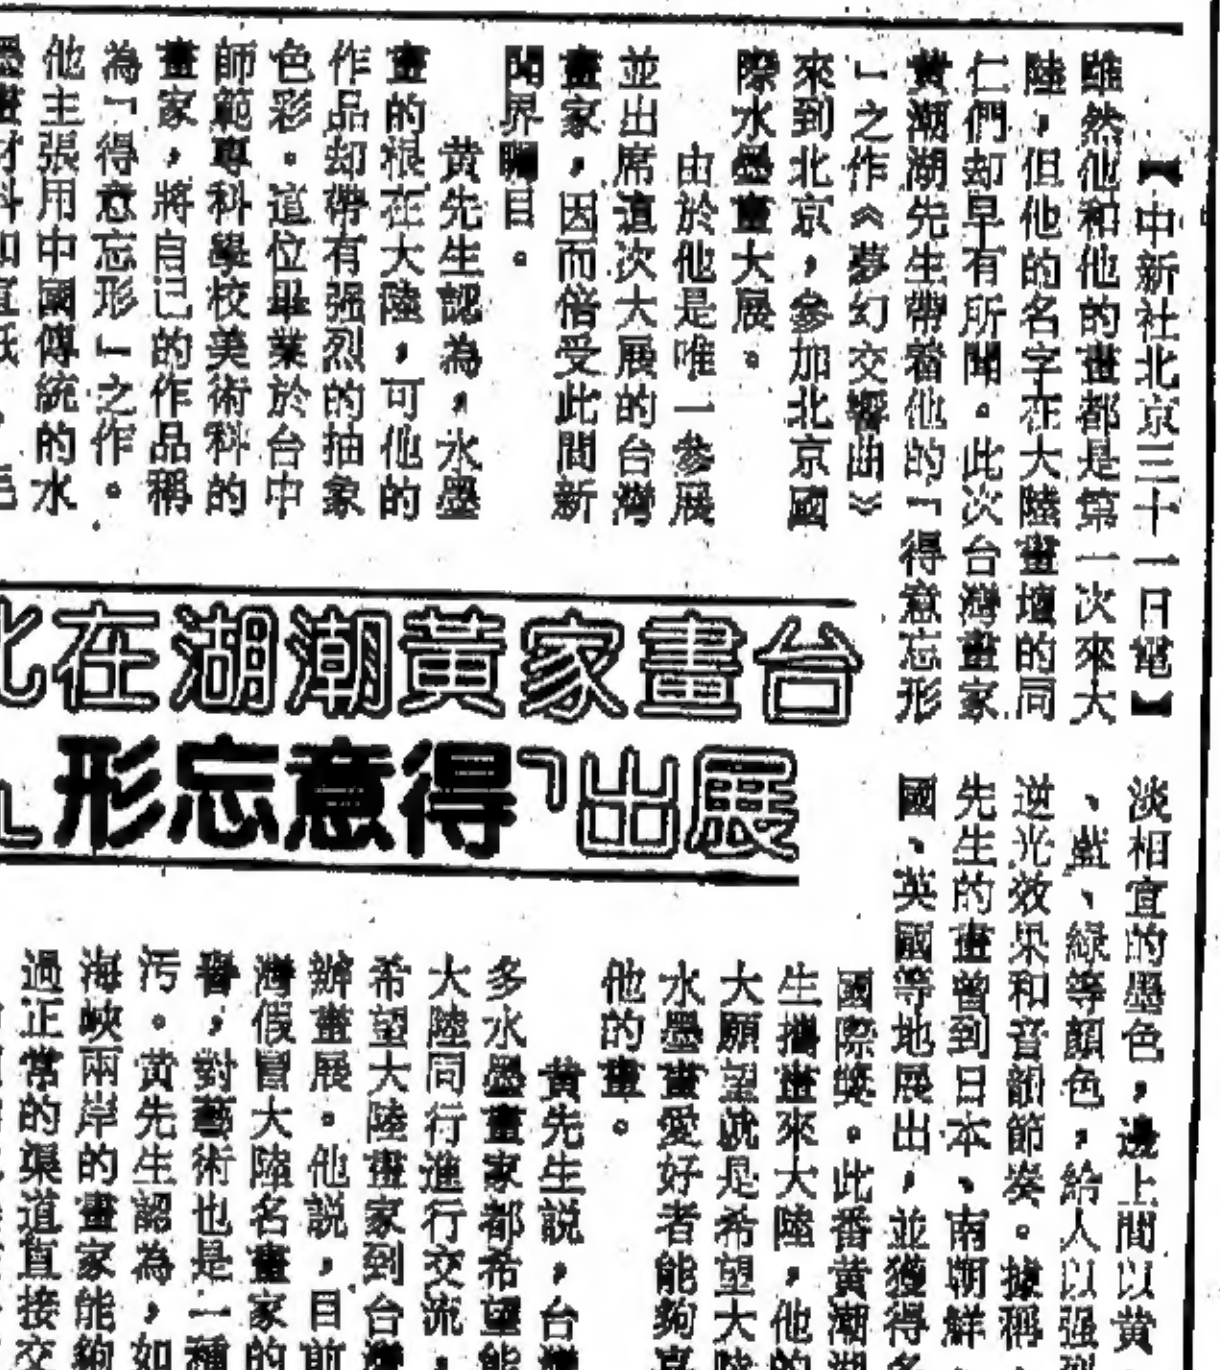 【中新社北京三十一日電】
雖然他和他的畫都是第一次來大
陸，但他的名字在大陸畫壇的同
仁們却早有所聞。此次台灣畫家
黄潮湖先生帶着他的「得意忘形
」之作《夢幻交響曲》
來到北京，參加北京國
際水墨畫大展。
由於他是唯一參展
並出席這次大展的台灣
畫家，因而倍受此間新
聞界矚目。
黄先生認為，水墨
畫的根在大陸，可他的
作品却帶有强烈的抽象
色彩。這位畢業於台中
師範專科學校美術科的
畫家，將自己的作品稱
為「得意忘形」之作。
他主張用中國傳統的水
台畫家黃潮湖在北
展出「得意忘形」
淡相宜的墨色，邊上間以黄
、藍、綠等顏色，給人以强烈
逆光效果和音韻節奏。據稱
先生的畫曾到日本、南朝鮮、
國、英國等地展出，並獲得多
國際獎。此番黄潮湖
生攜畫來大陸，他的
大願望就是希望大陸
水墨畫愛好者能夠喜
他的畫。
黄先生説，台灣
多水墨畫家都希望能
大陸同行進行交流，
希望大陸畫家到台灣
辦畫展。他説，目前
灣假冒大陸名畫家的
，對藝術也是一種
污。黄先生認為，如
海峽兩岸的畫家能夠
過正常的渠道直接交